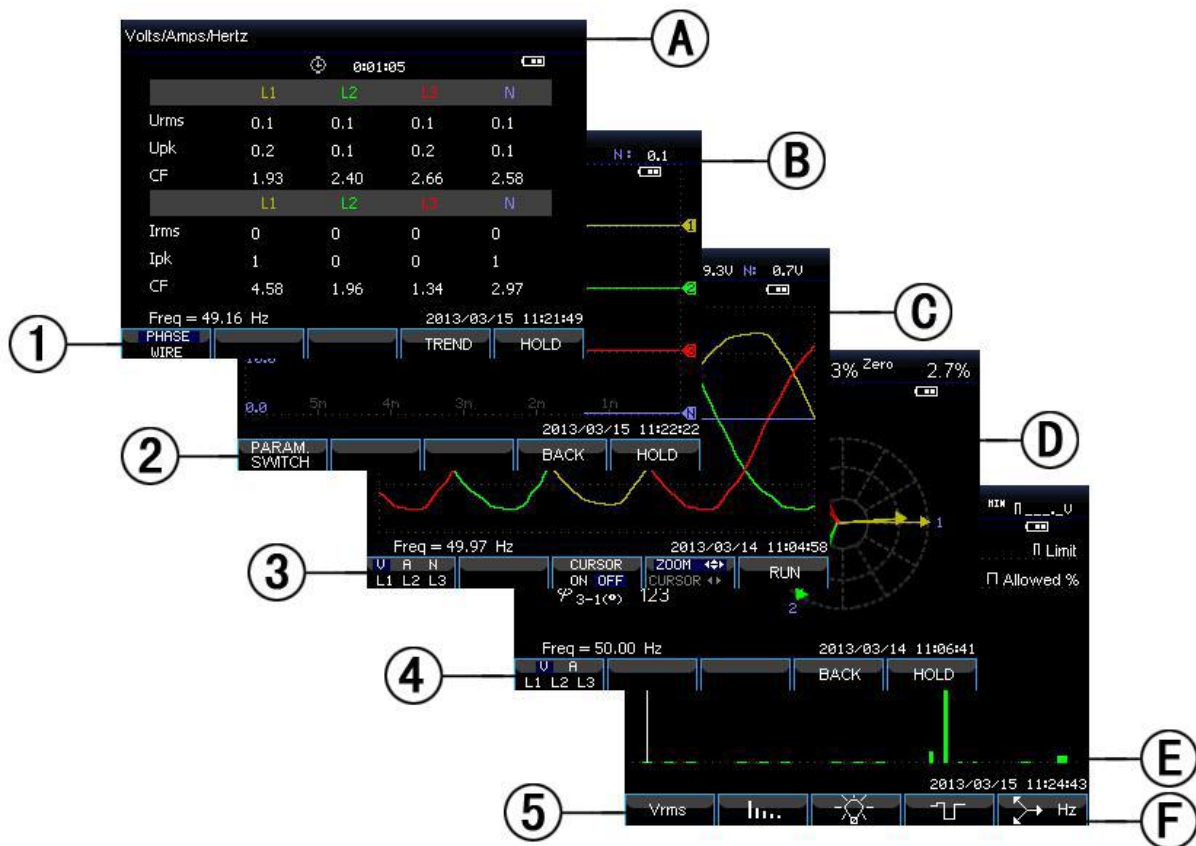 Volts/Amps/Hertz
A
0:01:05
L1 L2 L3 N
Urms 0.1 0.1 0.1 0.1
Upk 0.2 0.1 0.2 0.1
CF 1.93 2.40 2.66 2.58
L1 L2 L3 N
Irms 0 0 0 0
Ipk 1 0 0 1
CF 4.58 1.96 1.34 2.97
Freq = 49.16 Hz 2013/03/15 11:21:49
1
PHASE
WIRE
TREND HOLD
N: 0.1
B
1
2
3
N
0.0 5m 4m 3m 2m 1m
2013/03/15 11:22:22
2
PARAM.
SWITCH
BACK HOLD
9.3V N: 0.7V
C
Freq = 49.97 Hz 2013/03/14 11:04:58
3
V A N
L1 L2 L3
CURSOR
ON OFF
ZOOM
CURSOR
RUN
3% Zero 2.7%
D
1
2
φ3-1(°) 123
Freq = 50.00 Hz 2013/03/14 11:06:41
4
V A
L1 L2 L3
BACK HOLD
MIN
Limit
Allowed %
E
2013/03/15 11:24:43
5
Vrms
Hz
F